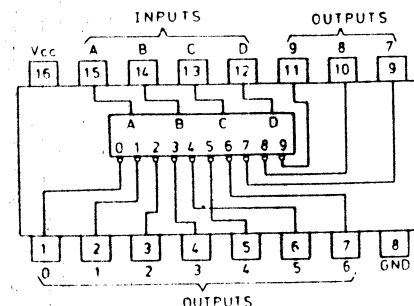 INPUTS OUTPUTS
Vcc A B C D 9 8 7
16 15 14 13 12 11 10 9
A B C D
0 1 2 3 4 5 6 7 8 9
1 2 3 4 5 6 7 8
0 1 2 3 4 5 6 GND
OUTPUTS